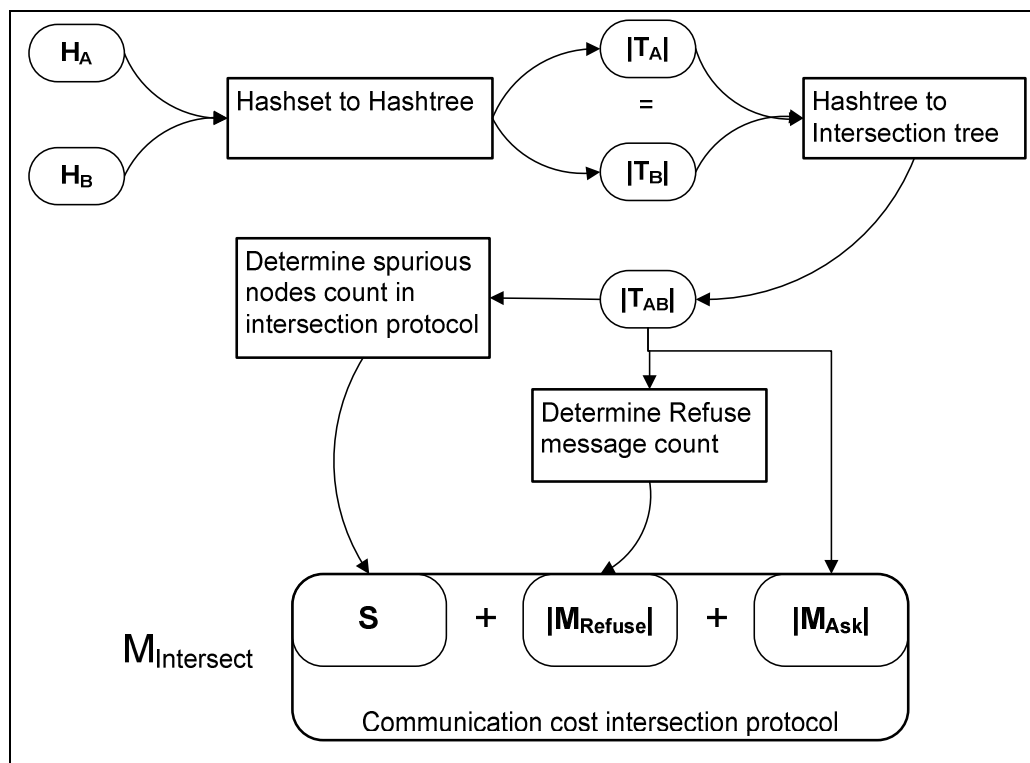 H_A
|T_A|
Hashset to Hashtree
=
Hashtree to
Intersection tree
H_B
|T_B|
Determine spurious
nodes count in
intersection protocol
|T_AB|
Determine Refuse
message count
M_Intersect
S + |M_Refuse| + |M_Ask|
Communication cost intersection protocol